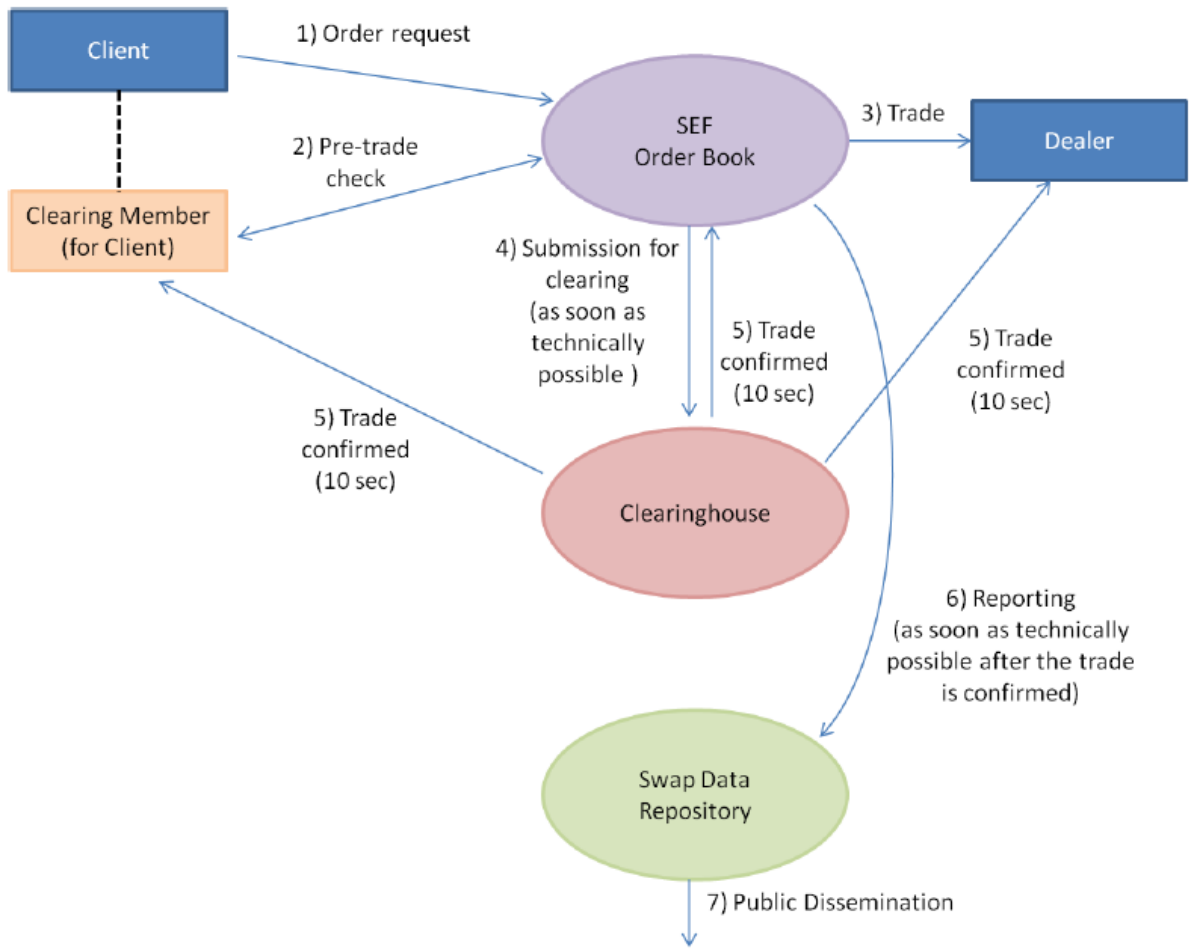 Client
1) Order request
SEF
Order Book
3) Trade
Dealer
2) Pre-trade
check
Clearing Member
(for Client)
4) Submission for
clearing
(as soon as
technically
possible )
5) Trade
confirmed
(10 sec)
5) Trade
confirmed
(10 sec)
5) Trade
confirmed
(10 sec)
Clearinghouse
6) Reporting
(as soon as technically
possible after the trade
is confirmed)
Swap Data
Repository
7) Public Dissemination